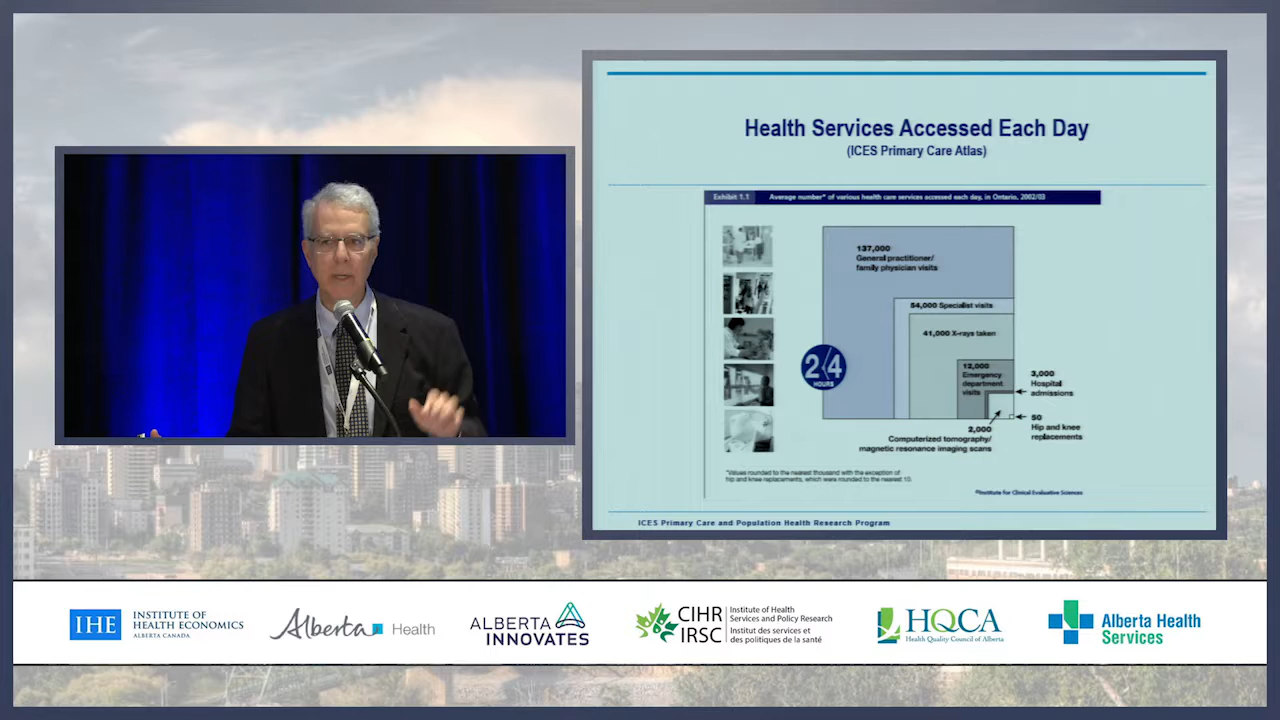 Health Services Accessed Each Day
(ICES Primary Care Atlas)
Exhibit 1.1 Average number* of various health care services accessed each day, in Ontario, 2002/03
137,000
General practitioner/
family physician visits
54,000 Specialist visits
41,000 X-rays taken
12,000
Emergency
department
visits
3,000
Hospital
admissions
24
HOURS
50
Hip and knee
replacements
2,000
Computerized tomography/
magnetic resonance imaging scans
*Values rounded to the nearest thousand with the exception of
hip and knee replacements, which were rounded to the nearest 10.
Institute for Clinical Evaluative Sciences
ICES Primary Care and Population Health Research Program
IHE
INSTITUTE OF
HEALTH ECONOMICS
ALBERTA CANADA
Alberta Health
ALBERTA
INNOVATES
CIHR
IRSC
Institute of Health
Services and Policy Research
Institut des services et
des politiques de la santé
HQCA
Health Quality Council of Alberta
Alberta Health
Services